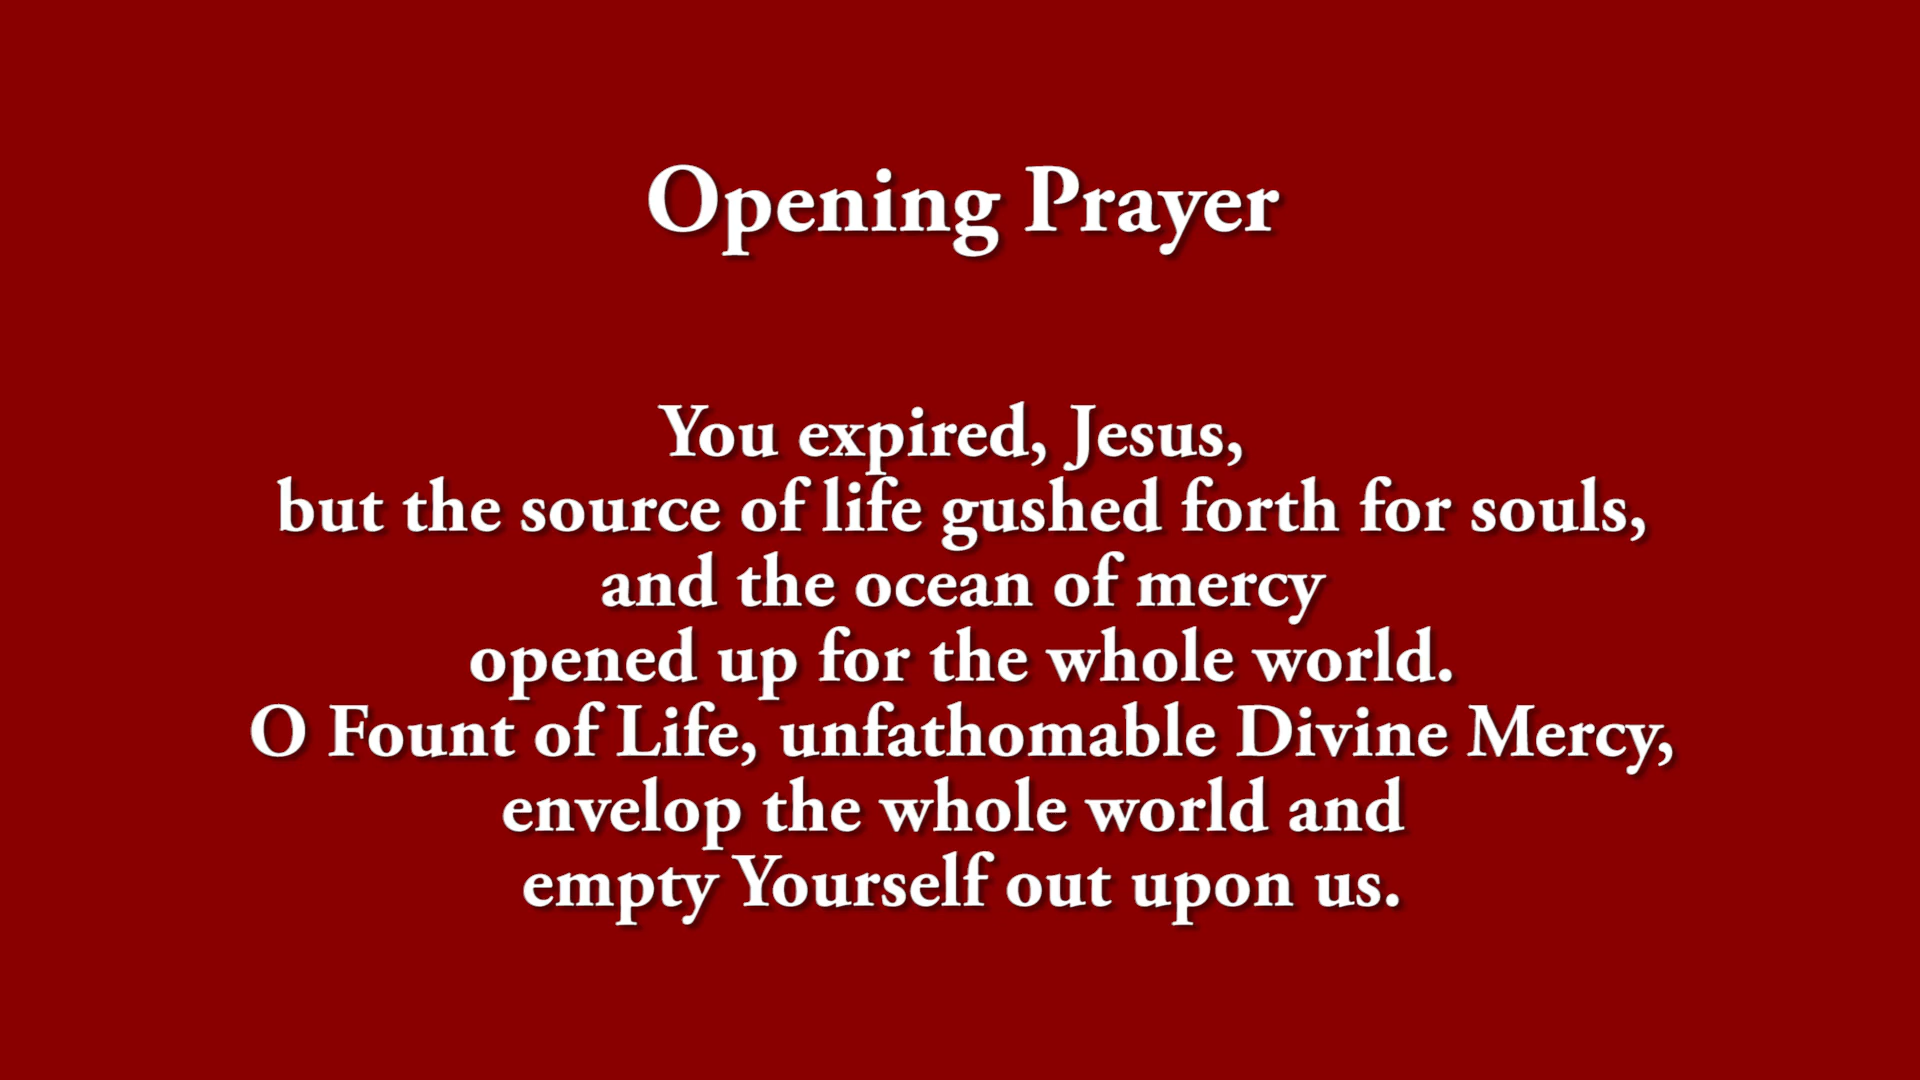 Opening Prayer
You expired, Jesus,
but the source of life gushed forth for souls,
and the ocean of mercy
opened up for the whole world.
O Fount of Life, unfathomable Divine Mercy,
envelop the whole world and
empty Yourself out upon us.